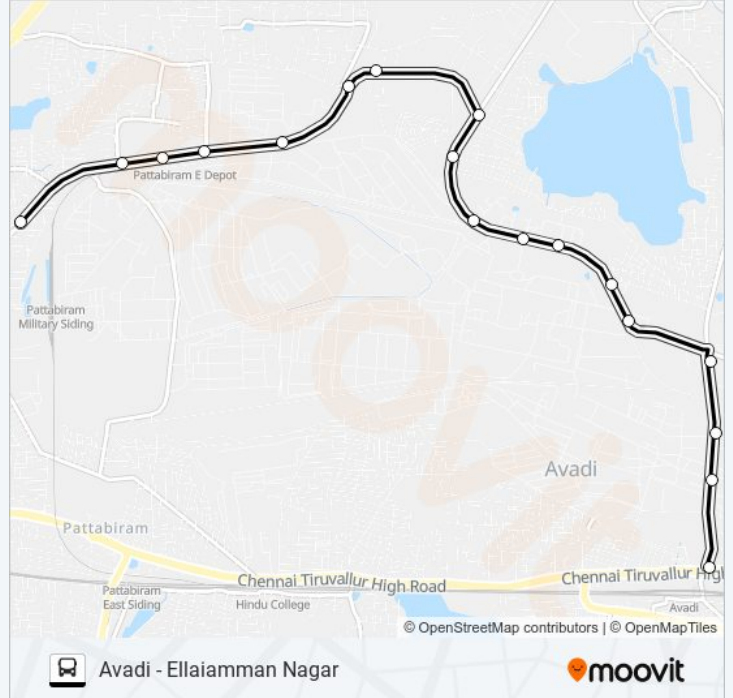 Pattabiram E Depot
Pattabiram
Military Siding
moovit
Avadi
Pattabiram
Chennai Tiruvallur High Road
Chennai Tiruvallur High
Pattabiram
East Siding
Hindu College
Avadi
© OpenStreetMap contributors | © OpenMapTiles
Avadi - Ellaiamman Nagar
moovit